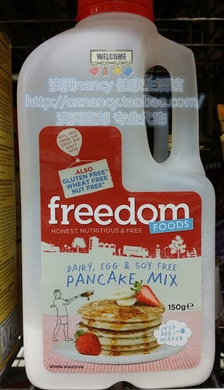 WELCOME
澳洲nancy 健康生活馆
http://oznancy.taobao.com/
澳洲直邮 专业代购
ALSO
GLUTEN FREE*
WHEAT FREE
NUT FREE*
freedom
FOODS
HONEST, NUTRITIOUS & FREE
DAIRY, EGG & SOY FREE
PANCAKE MIX
150g
JUST
ADD
WATER